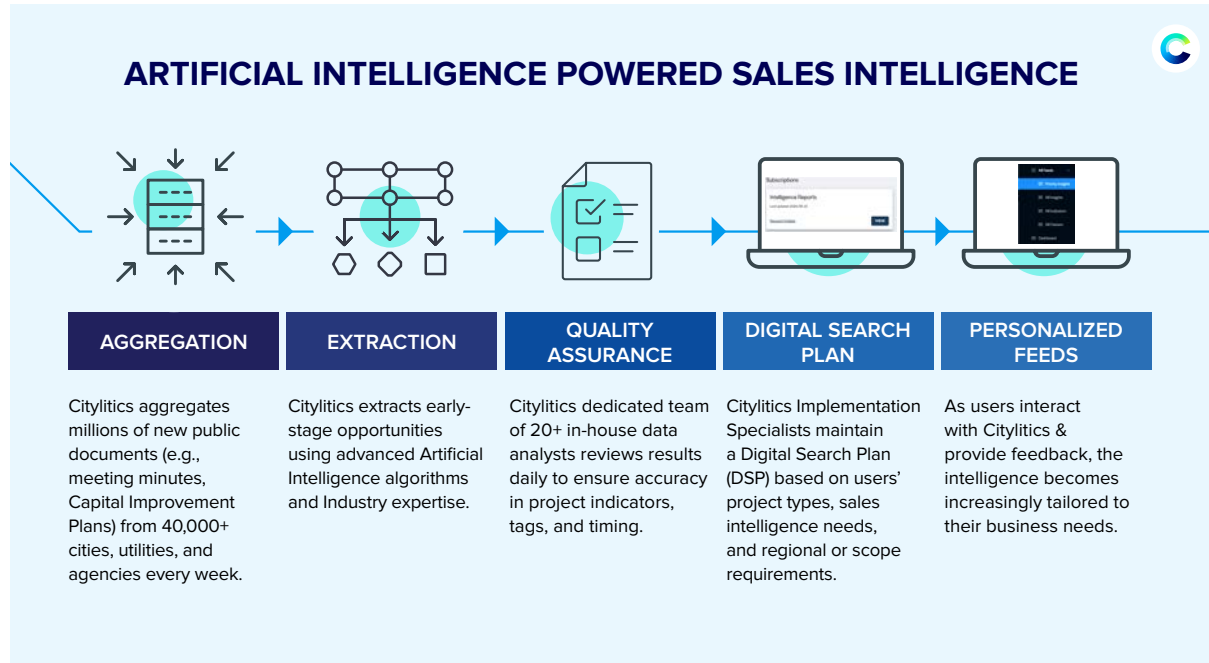 ARTIFICIAL INTELLIGENCE POWERED SALES INTELLIGENCE
Subscriptions
Intelligence Reports
AGGREGATION
EXTRACTION
QUALITY
ASSURANCE
DIGITAL SEARCH
PLAN
PERSONALIZED
FEEDS
Citylitics aggregates
millions of new public
documents (e.g.,
meeting minutes,
Capital Improvement
Plans) from 40,000+
cities, utilities, and
agencies every week.
Citylitics extracts early-
stage opportunities
using advanced Artificial
Intelligence algorithms
and Industry expertise.
Citylitics dedicated team
of 20+ in-house data
analysts reviews results
daily to ensure accuracy
in project indicators,
tags, and timing.
Citylitics Implementation
Specialists maintain
a Digital Search Plan
(DSP) based on users’
project types, sales
intelligence needs,
and regional or scope
requirements.
As users interact
with Citylitics &
provide feedback, the
intelligence becomes
increasingly tailored to
their business needs.